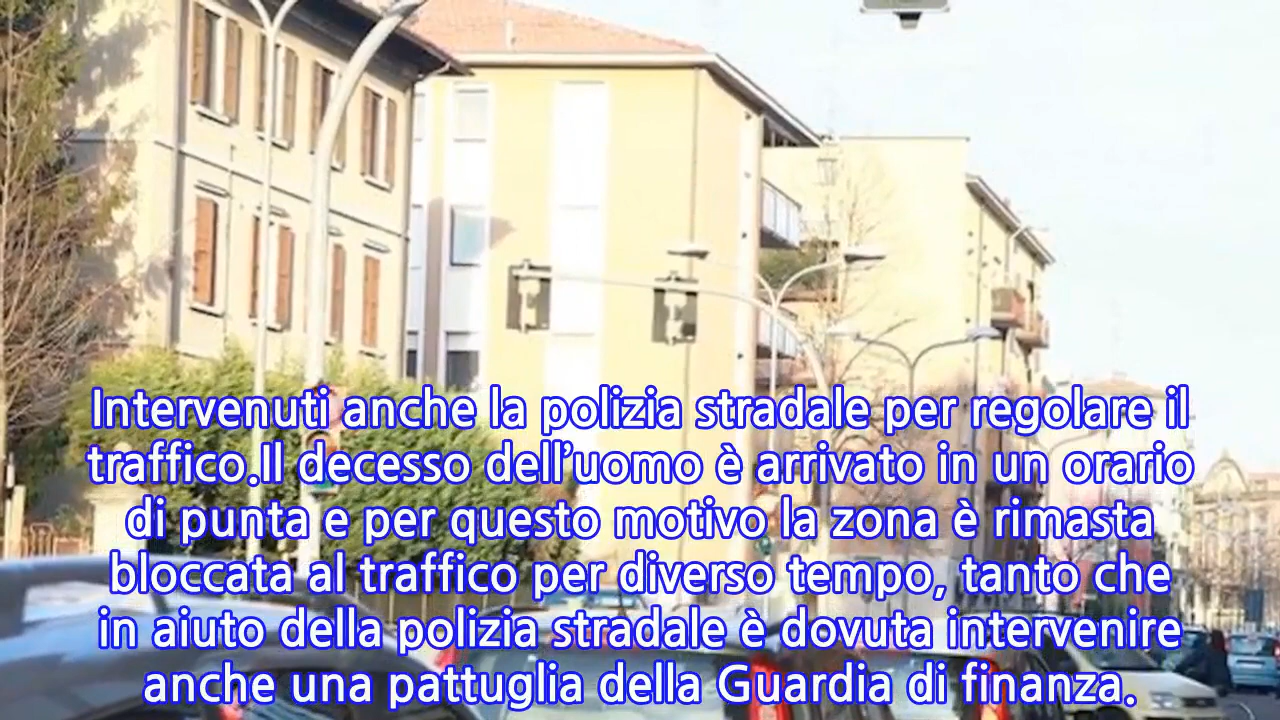 Intervenuti anche la polizia stradale per regolare il
traffico.Il decesso dell’uomo è arrivato in un orario
di punta e per questo motivo la zona è rimasta
bloccata al traffico per diverso tempo, tanto che
in aiuto della polizia stradale è dovuta intervenire
anche una pattuglia della Guardia di finanza.